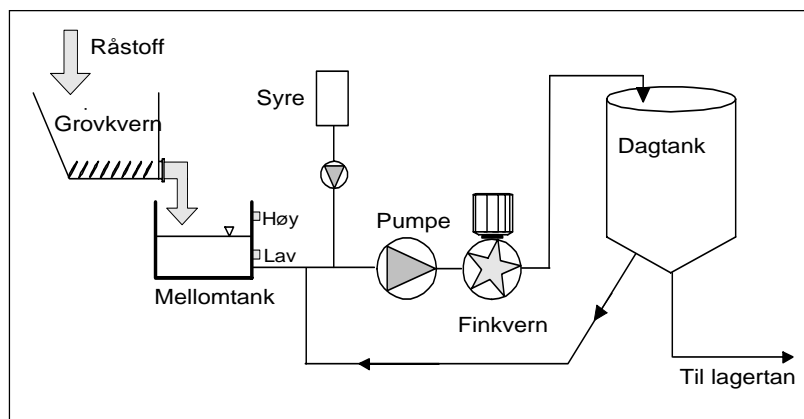 Råstoff
Grovkvern
Syre
Dagtank
Høy
Lav
Pumpe
Mellomtank
Finkvern
Til lagertan